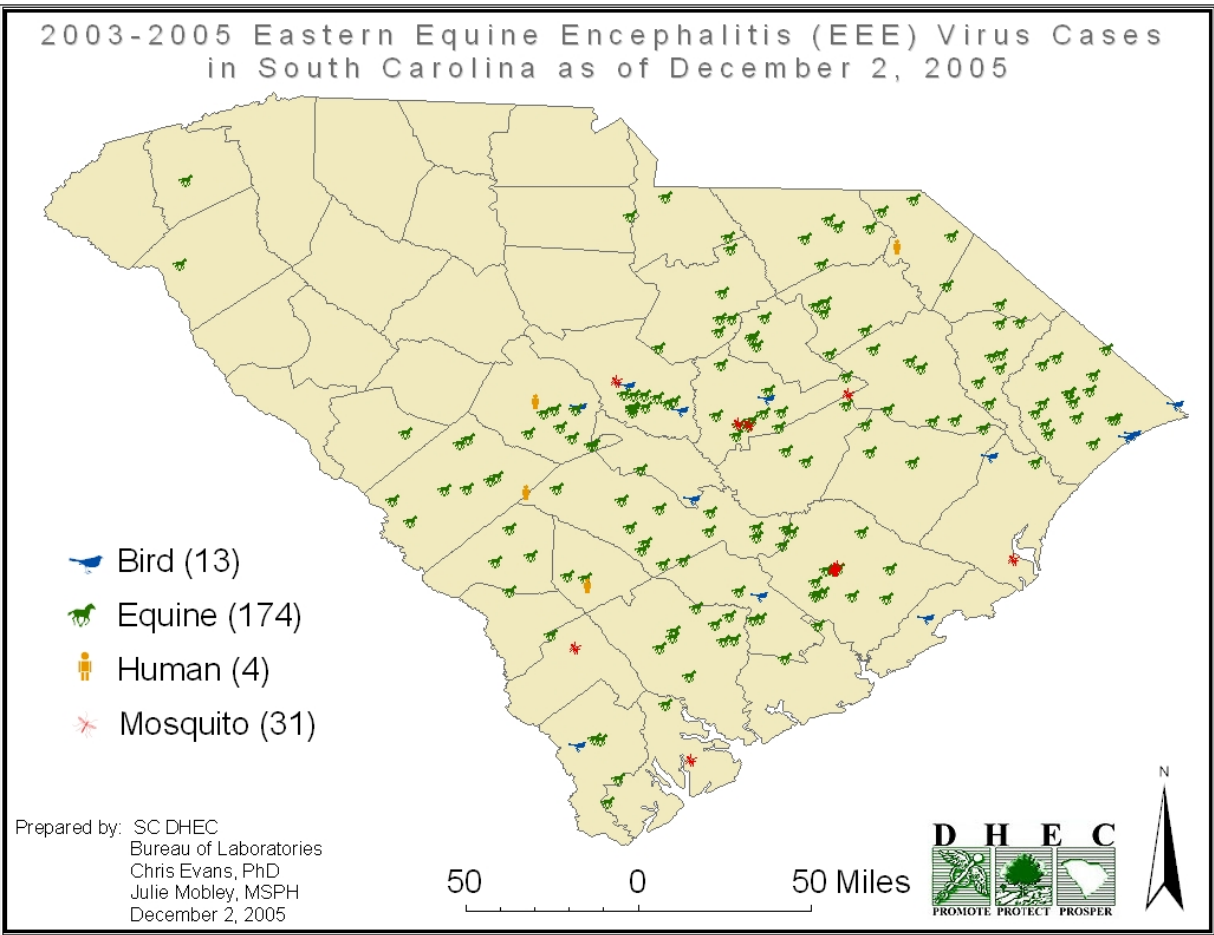 2003-2005 Eastern Equine Encephalitis (EEE) Virus Cases
in South Carolina as of December 2, 2005
Bird (13)
Equine (174)
Human (4)
Mosquito (31)
Prepared by: SC DHEC
Bureau of Laboratories
Chris Evans, PhD
Julie Mobley, MSPH
December 2, 2005
50 0 50 Miles
D H E C
PROMOTE PROTECT PROSPER
N